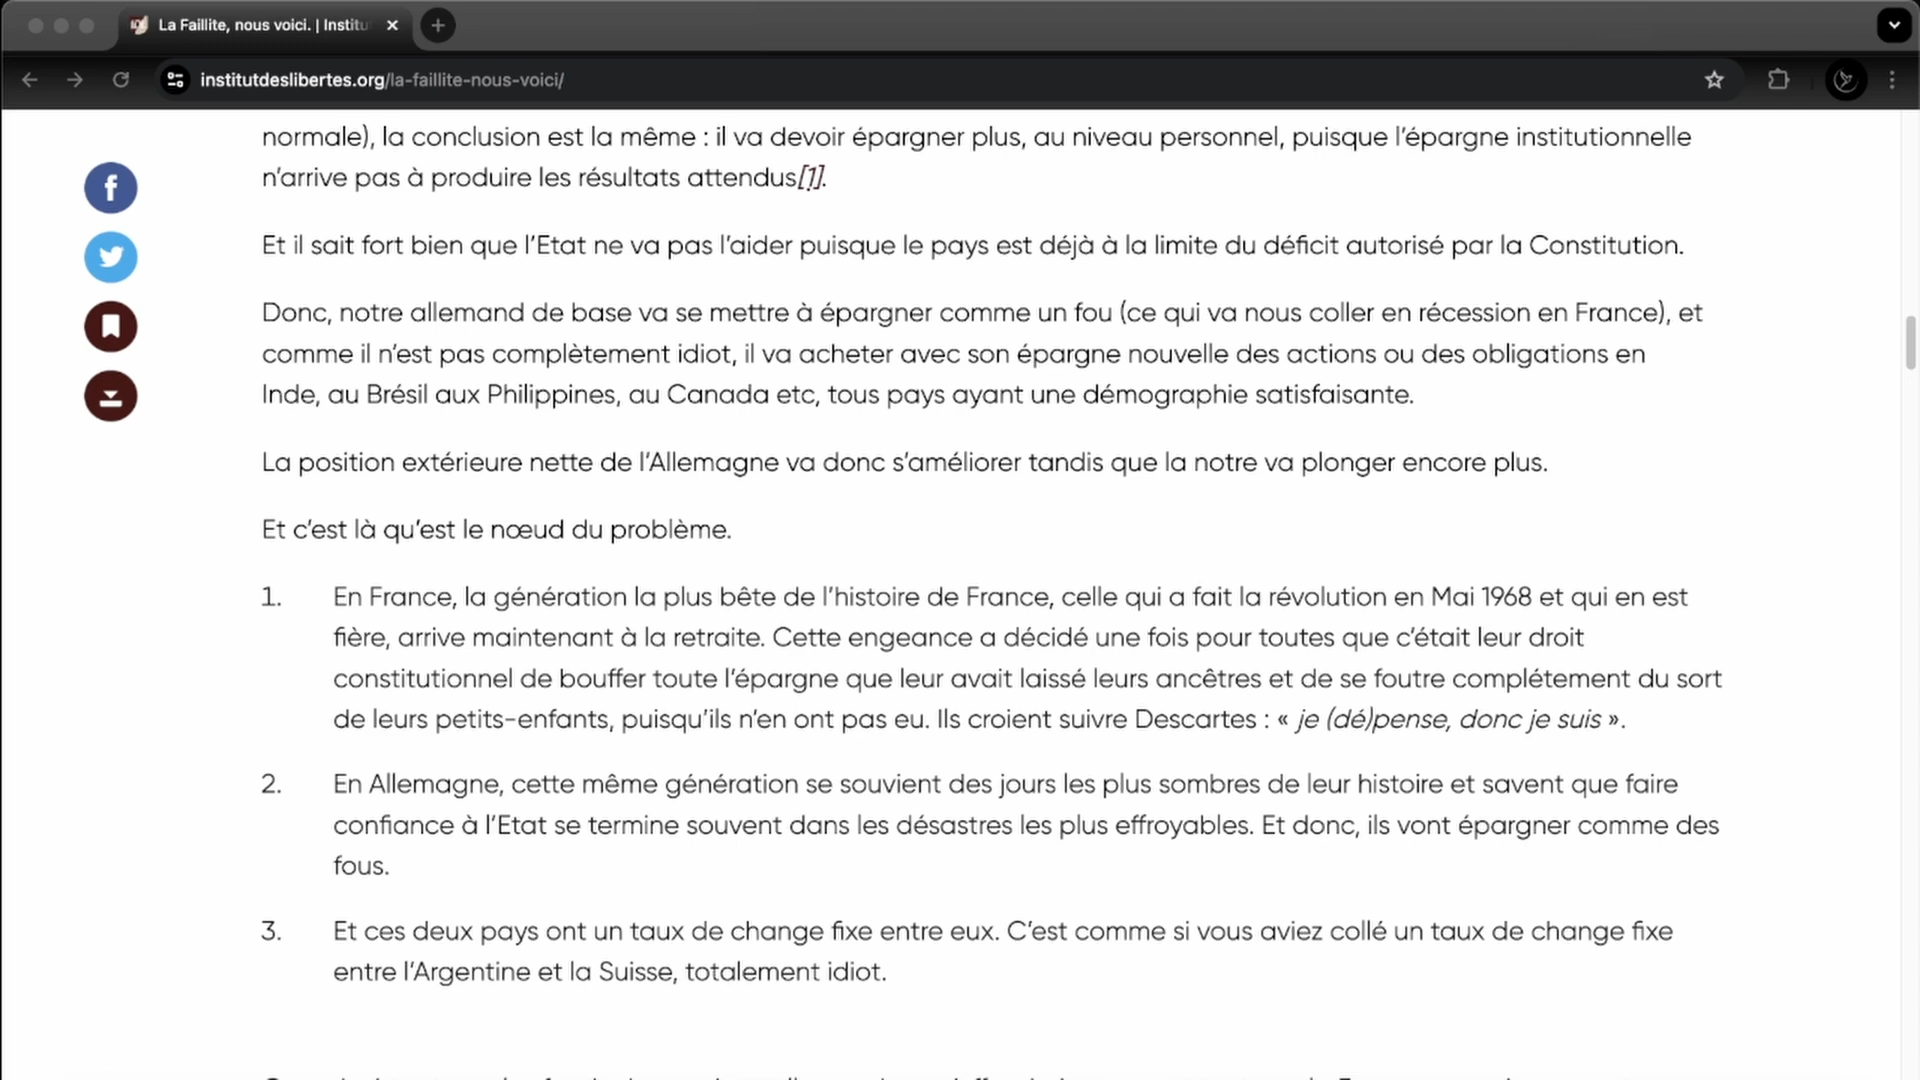 La Faillite, nous voici. | Institu
institutdeslibertes.org/la-faillite-nous-voici/
normale), la conclusion est la même : il va devoir épargner plus, au niveau personnel, puisque l’épargne institutionnelle
n’arrive pas à produire les résultats attendus[1].
Et il sait fort bien que l’Etat ne va pas l’aider puisque le pays est déjà à la limite du déficit autorisé par la Constitution.
Donc, notre allemand de base va se mettre à épargner comme un fou (ce qui va nous coller en récession en France), et
comme il n’est pas complètement idiot, il va acheter avec son épargne nouvelle des actions ou des obligations en
Inde, au Brésil aux Philippines, au Canada etc, tous pays ayant une démographie satisfaisante.
La position extérieure nette de l’Allemagne va donc s’améliorer tandis que la notre va plonger encore plus.
Et c’est là qu’est le nœud du problème.
1. En France, la génération la plus bête de l’histoire de France, celle qui a fait la révolution en Mai 1968 et qui en est
fière, arrive maintenant à la retraite. Cette engeance a décidé une fois pour toutes que c’était leur droit
constitutionnel de bouffer toute l’épargne que leur avait laissé leurs ancêtres et de se foutre complétement du sort
de leurs petits-enfants, puisqu’ils n’en ont pas eu. Ils croient suivre Descartes : « je (dé)pense, donc je suis ».
2. En Allemagne, cette même génération se souvient des jours les plus sombres de leur histoire et savent que faire
confiance à l’Etat se termine souvent dans les désastres les plus effroyables. Et donc, ils vont épargner comme des
fous.
3. Et ces deux pays ont un taux de change fixe entre eux. C’est comme si vous aviez collé un taux de change fixe
entre l’Argentine et la Suisse, totalement idiot.